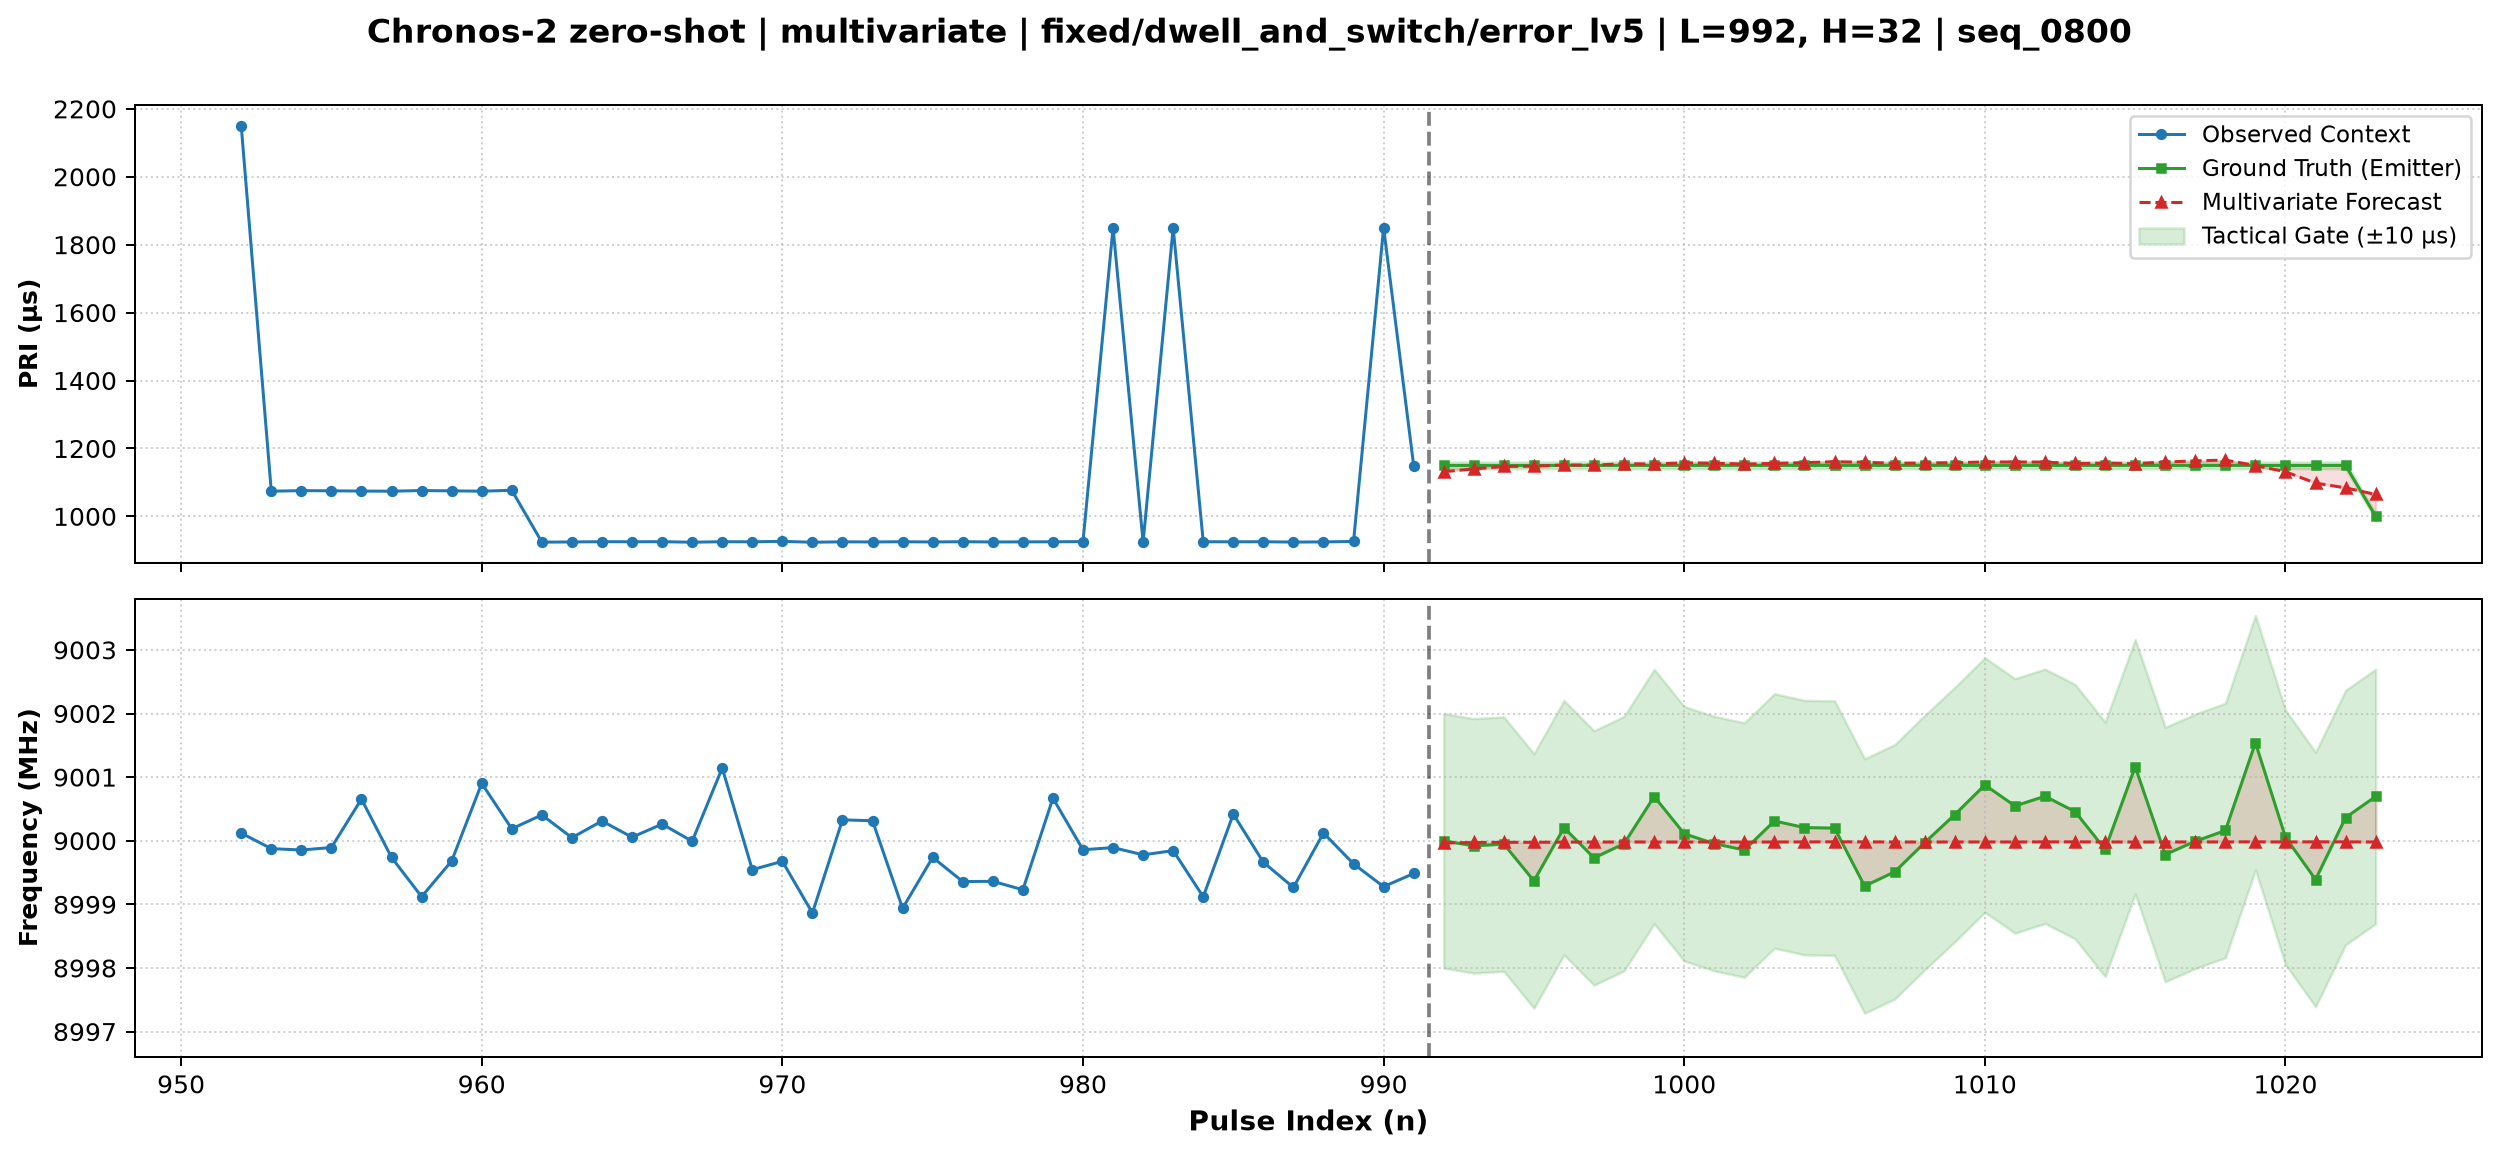 Chronos-2 zero-shot | multivariate | fixed/dwell_and_switch/error_lv5 | L=992, H=32 | seq_0800
2200
2000
1800
1600
1400
1200
1000
PRI (µs)
Observed Context
Ground Truth (Emitter)
Multivariate Forecast
Tactical Gate (±10 µs)
9003
9002
9001
9000
8999
8998
8997
Frequency (MHz)
950 960 970 980 990 1000 1010 1020
Pulse Index (n)